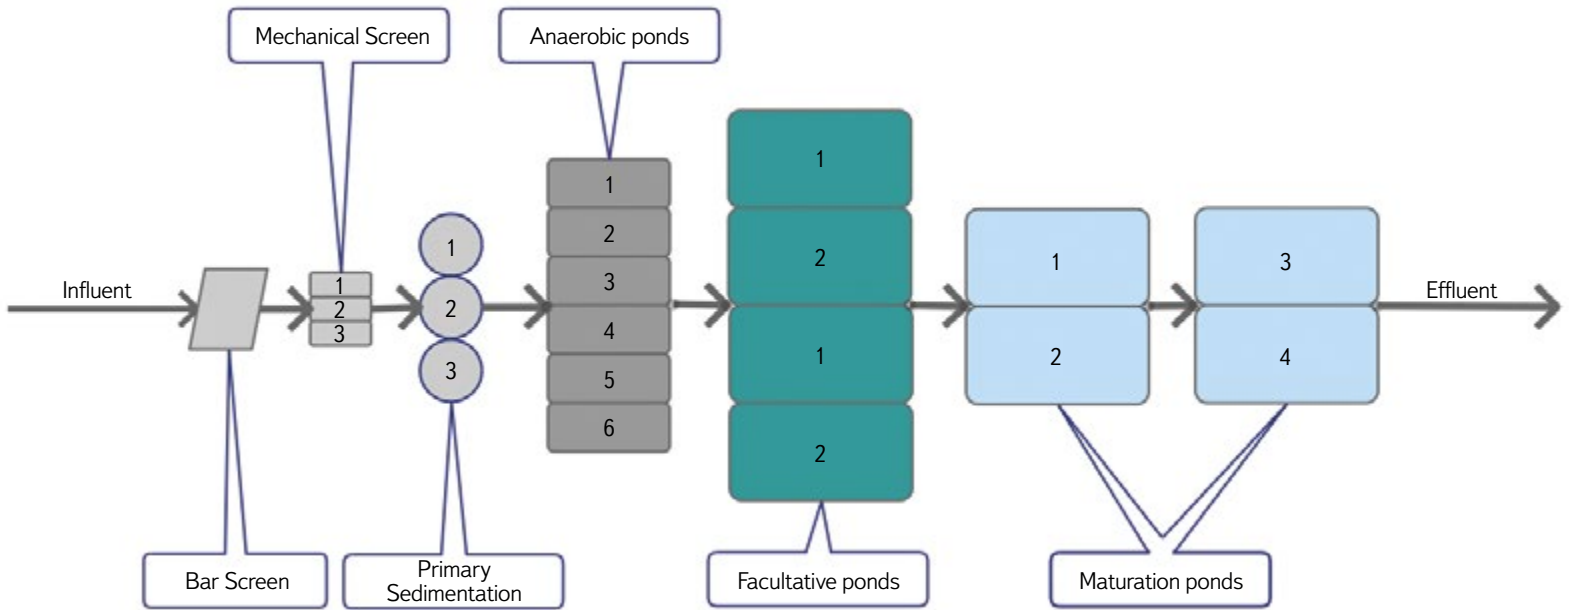 Mechanical Screen
Anaerobic ponds
Influent
1
2
3
1
2
3
1
2
3
4
5
6
1
2
1
2
1
2
3
4
Effluent
Bar Screen
Primary
Sedimentation
Facultative ponds
Maturation ponds